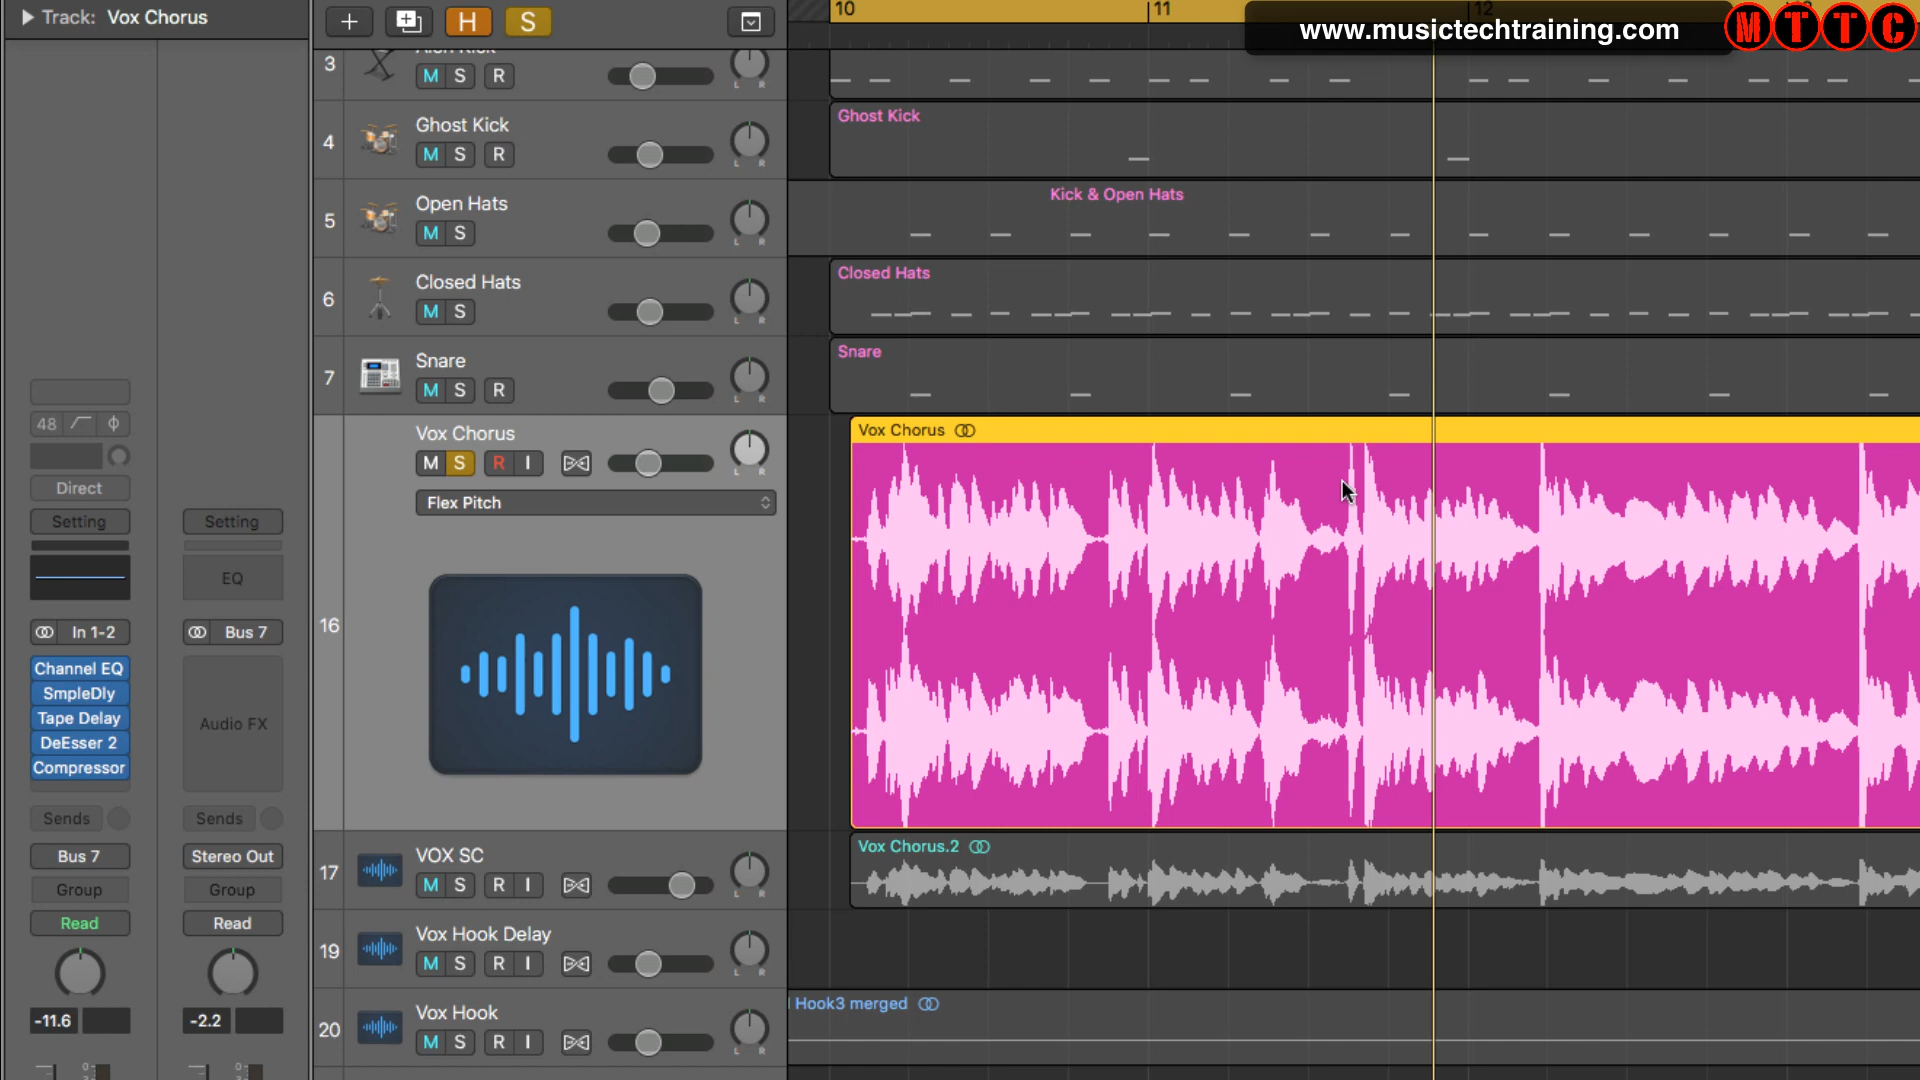 Track: Vox Chorus
H S
10 11 12
www.musictechtraining.com
MTTC
3
M S R
L R
4 Ghost Kick
M S R
L R
Ghost Kick
5 Open Hats
M S
L R
Kick & Open Hats
6 Closed Hats
M S
L R
Closed Hats
7 Snare
M S R
L R
Snare
16 Vox Chorus
M S R I
L R
Flex Pitch
Vox Chorus
48
Direct
Setting Setting
EQ
In 1-2 Bus 7
Channel EQ
SmpleDly
Tape Delay
DeEsser 2
Compressor
Audio FX
Sends Sends
Bus 7 Stereo Out
Group Group
Read Read
-11.6 -2.2
0 0
17 VOX SC
M S R I
L R
Vox Chorus.2
19 Vox Hook Delay
M S R I
L R
20 Vox Hook
M S R I
L R
Hook3 merged